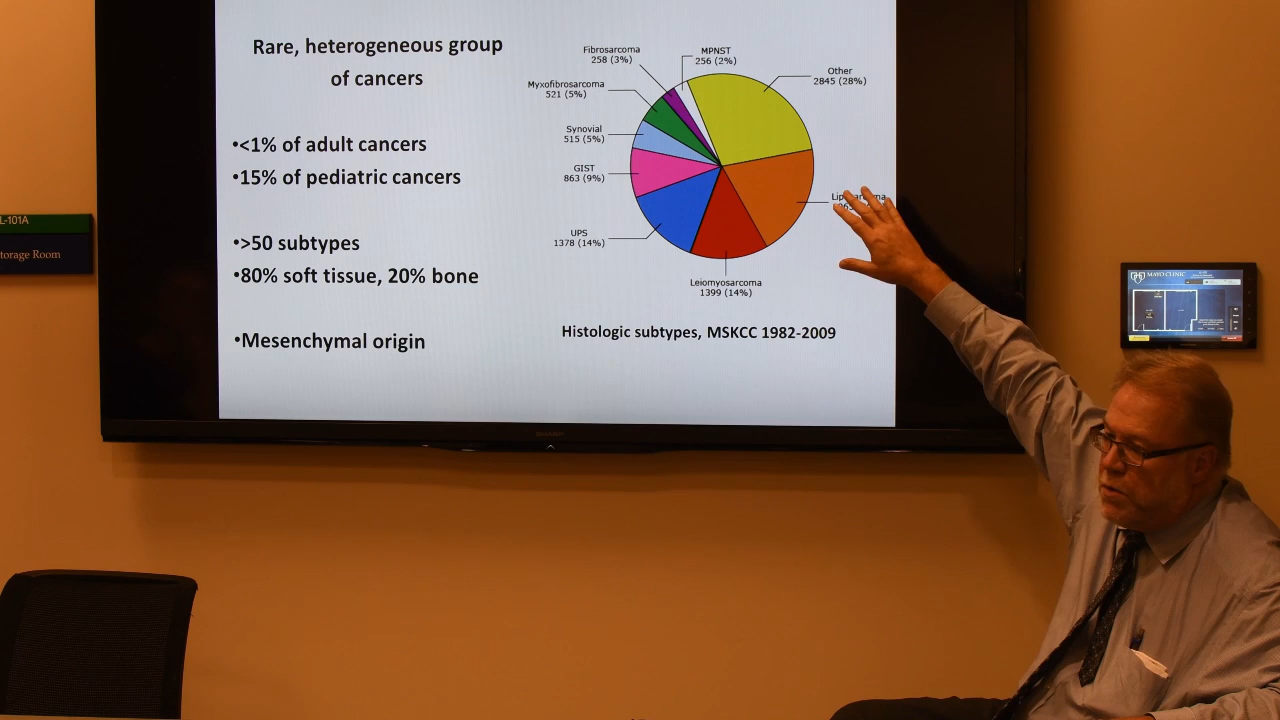 Rare, heterogeneous group
of cancers
•<1% of adult cancers
•15% of pediatric cancers
•>50 subtypes
•80% soft tissue, 20% bone
•Mesenchymal origin
Fibrosarcoma
258 (3%)
MPNST
256 (2%)
Other
2845 (28%)
Myxofibrosarcoma
521 (5%)
Synovial
515 (5%)
GIST
863 (9%)
UPS
1378 (14%)
Leiomyosarcoma
1399 (14%)
Histologic subtypes, MSKCC 1982-2009
L-101A
torage Room
SHARP
MAYO CLINIC